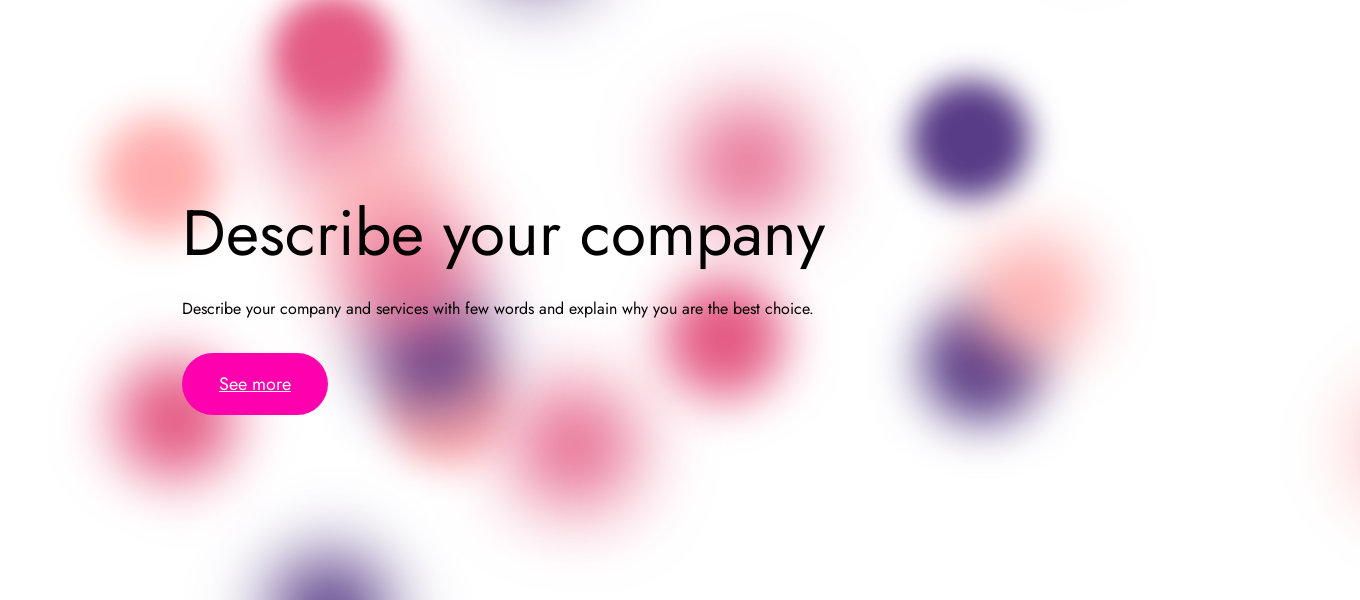 Describe your company
Describe your company and services with few words and explain why you are the best choice.
See more